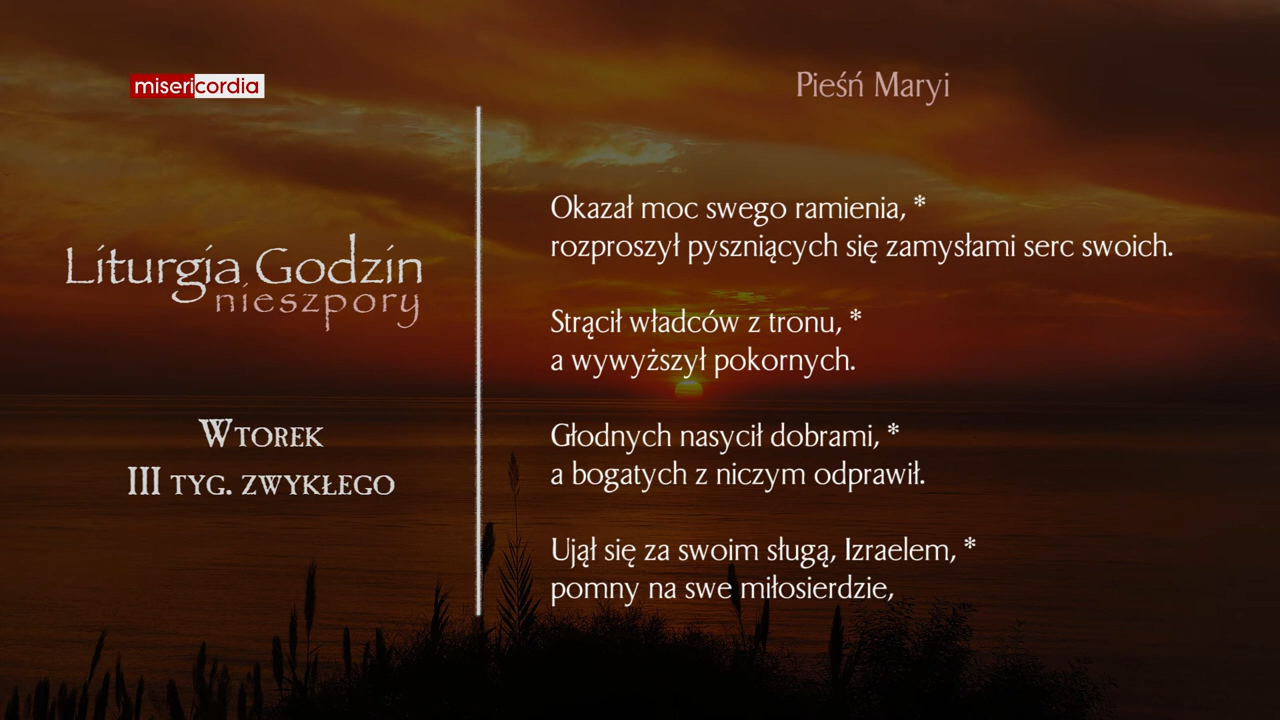 misericordia
Liturgia Godzin
nieszpory
Wtorek
III tyg. zwykłego
Pieśń Maryi
Okazał moc swego ramienia, *
rozproszył pyszniących się zamysłami serc swoich.
Strącił władców z tronu, *
a wywyższył pokornych.
Głodnych nasycił dobrami, *
a bogatych z niczym odprawił.
Ujął się za swoim sługą, Izraelem, *
pomny na swe miłosierdzie,